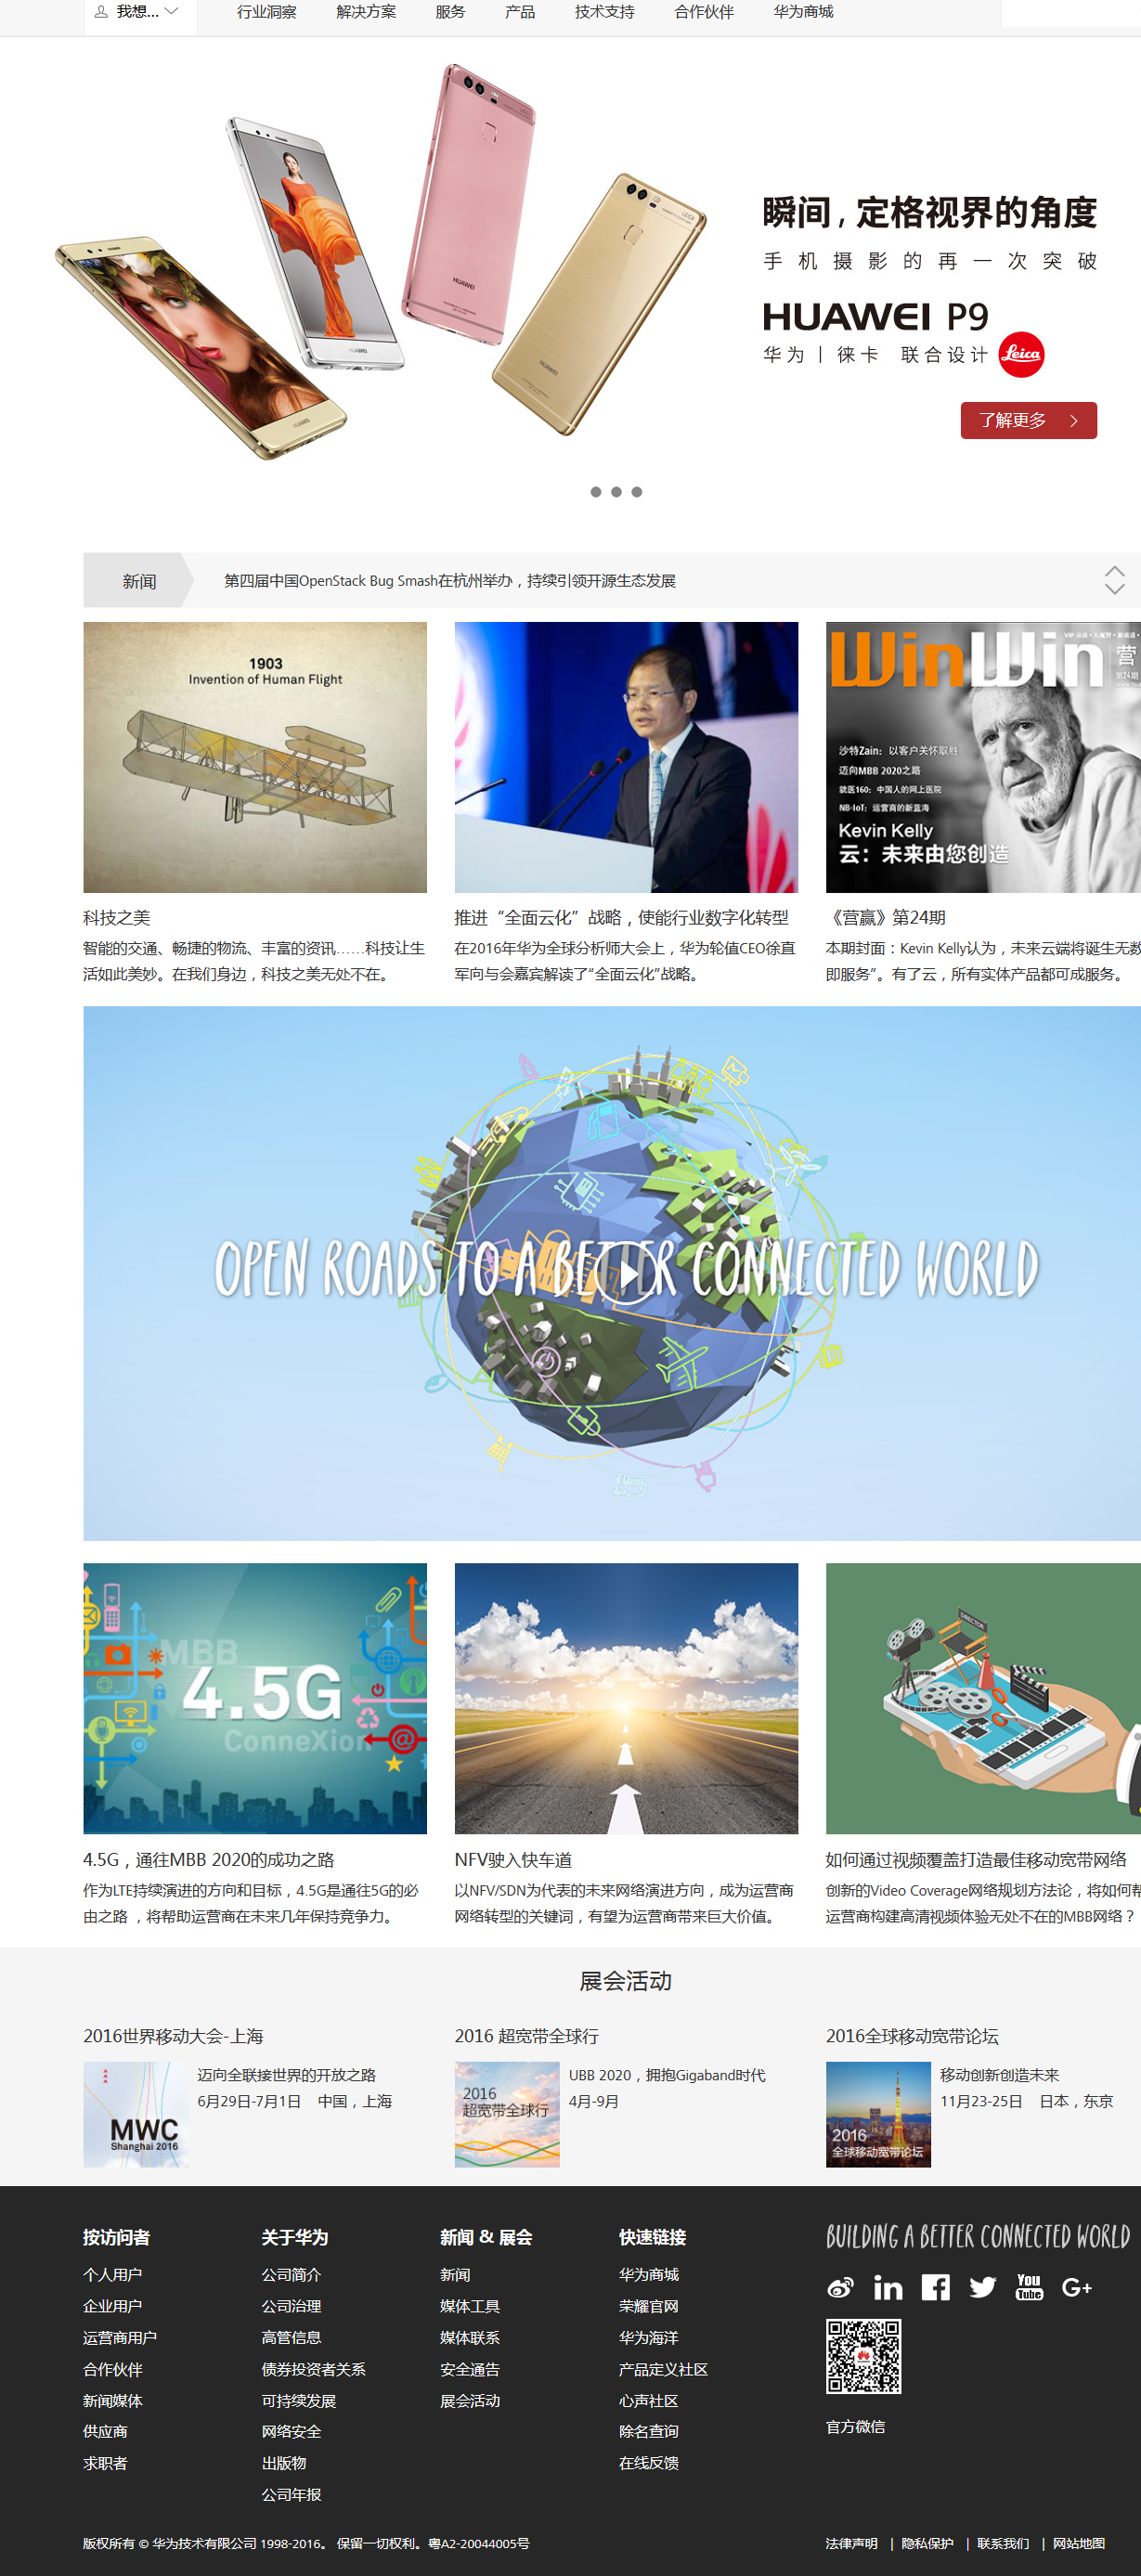 我想...
行业洞察 解决方案 服务 产品 技术支持 合作伙伴 华为商城
瞬间，定格视界的角度
手机摄影的再一次突破
HUAWEI P9
华为 | 徕卡 联合设计 Leica
了解更多
新闻
第四届中国OpenStack Bug Smash在杭州举办，持续引领开源生态发展
1903
Invention of Human Flight
WinWin
营
第24期
沙特Zain：以客户关怀取胜
迈向MBB 2020之路
就医160：中国人的网上医院
NB-IoT：运营商的新蓝海
Kevin Kelly
云：未来由您创造
科技之美
智能的交通、畅捷的物流、丰富的资讯……科技让生
活如此美妙。在我们身边，科技之美无处不在。
推进“全面云化”战略，使能行业数字化转型
在2016年华为全球分析师大会上，华为轮值CEO徐直
军向与会嘉宾解读了“全面云化”战略。
《营赢》第24期
本期封面：Kevin Kelly认为，未来云端将诞生无数
即服务”。有了云，所有实体产品都可成服务。
OPEN ROADS TO A BETTER CONNECTED WORLD
MBB
4.5G
ConneXion
DIRECTOR
4.5G，通往MBB 2020的成功之路
作为LTE持续演进的方向和目标，4.5G是通往5G的必
由之路 ，将帮助运营商在未来几年保持竞争力。
NFV驶入快车道
以NFV/SDN为代表的未来网络演进方向，成为运营商
网络转型的关键词，有望为运营商带来巨大价值。
如何通过视频覆盖打造最佳移动宽带网络
创新的Video Coverage网络规划方法论，将如何帮
运营商构建高清视频体验无处不在的MBB网络？
展会活动
2016世界移动大会-上海
MWC
Shanghai 2016
迈向全联接世界的开放之路
6月29日-7月1日 中国，上海
2016 超宽带全球行
2016
超宽带全球行
UBB 2020，拥抱Gigaband时代
4月-9月
2016全球移动宽带论坛
2016
全球移动宽带论坛
移动创新创造未来
11月23-25日 日本，东京
按访问者
个人用户
企业用户
运营商用户
合作伙伴
新闻媒体
供应商
求职者
关于华为
公司简介
公司治理
高管信息
债券投资者关系
可持续发展
网络安全
出版物
公司年报
新闻 & 展会
新闻
媒体工具
媒体联系
安全通告
展会活动
快速链接
华为商城
荣耀官网
华为海洋
产品定义社区
心声社区
除名查询
在线反馈
BUILDING A BETTER CONNECTED WORLD
You Tube
G+
官方微信
版权所有 © 华为技术有限公司 1998-2016。 保留一切权利。粤A2-20044005号
法律声明 | 隐私保护 | 联系我们 | 网站地图